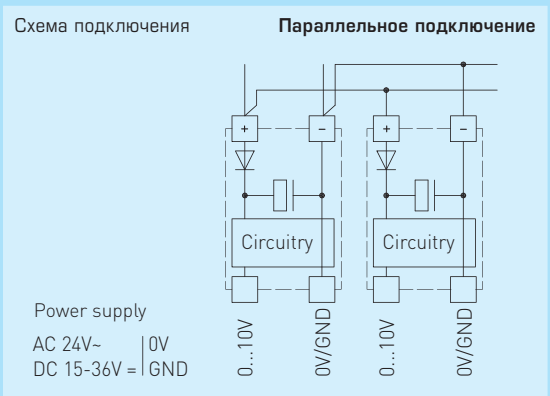 Схема подключения
Параллельное подключение
+ − + −
Circuitry Circuitry
Power supply
AC 24V~ 0V
DC 15-36V = GND
0...10V 0V/GND 0...10V 0V/GND